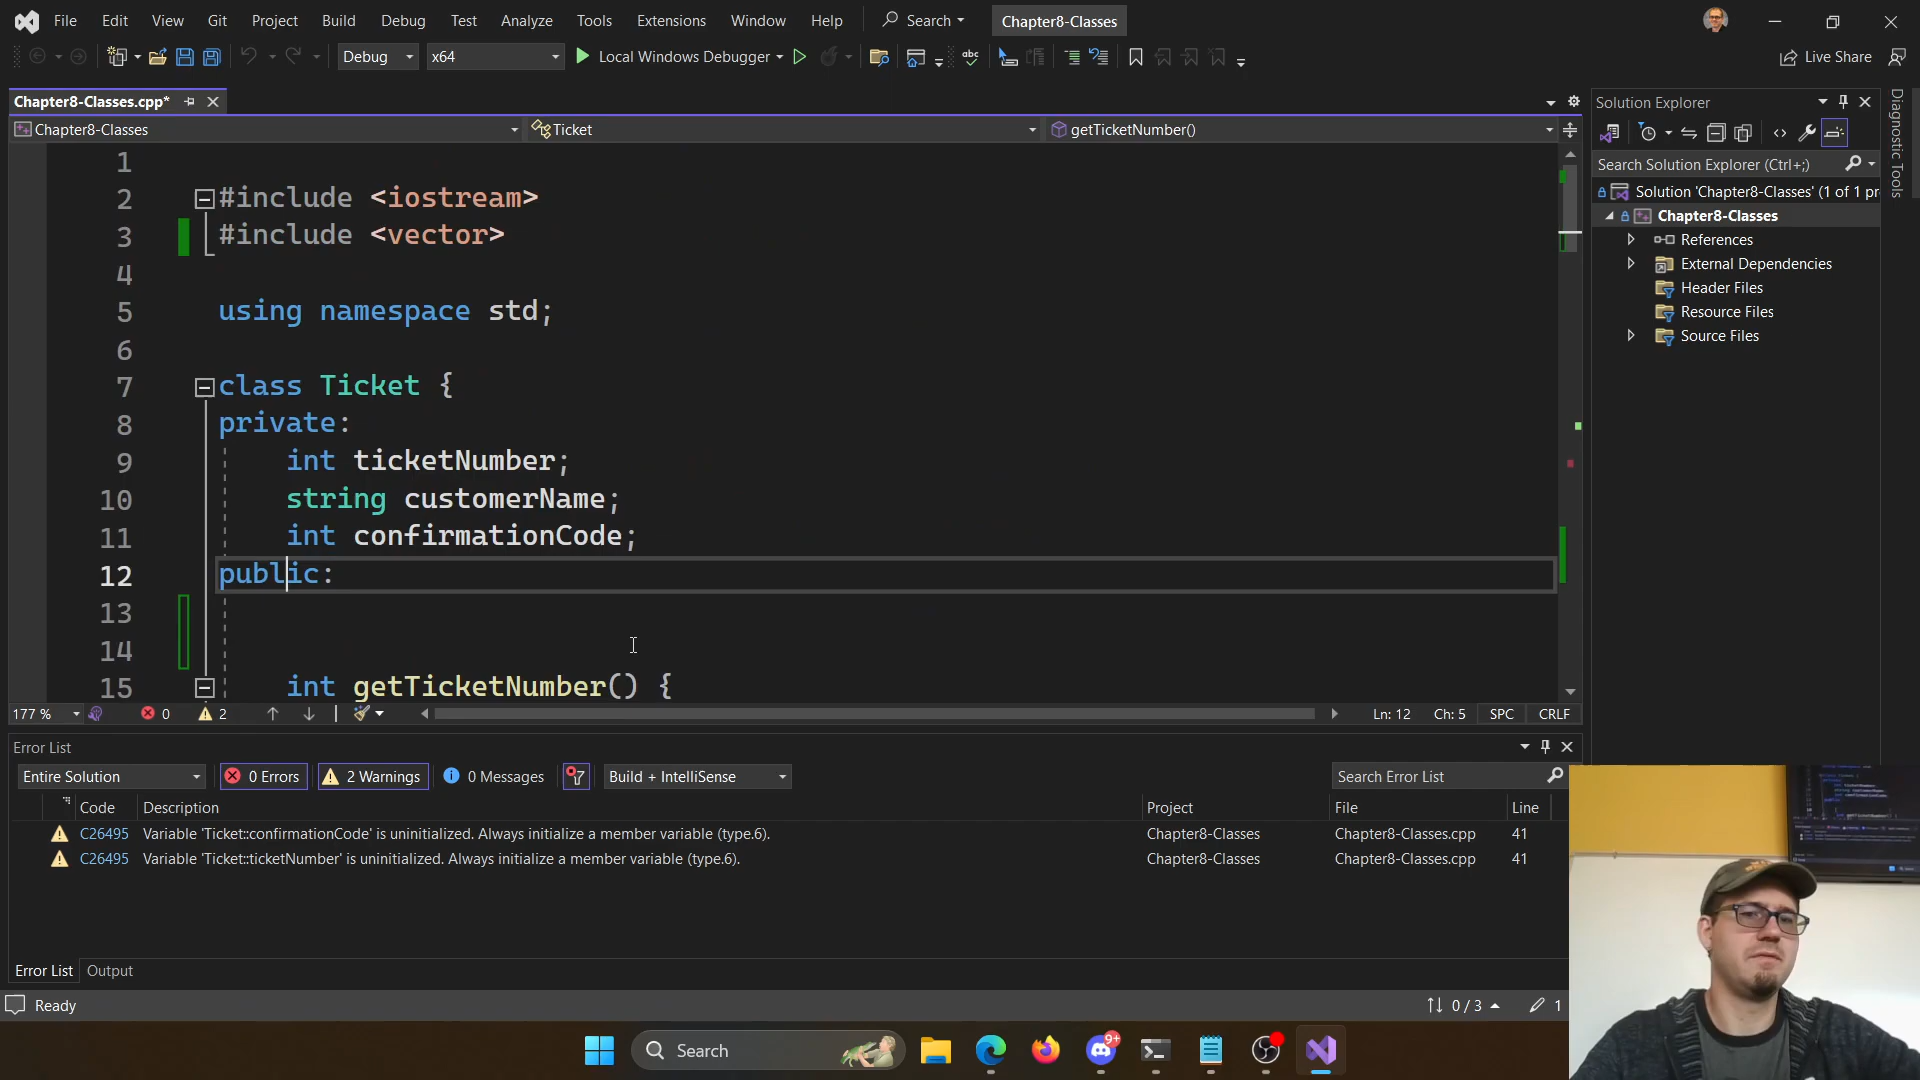 File Edit View Git Project Build Debug Test Analyze Tools Extensions Window Help Search Chapter8-Classes
Debug x64 Local Windows Debugger Live Share
Chapter8-Classes.cpp*
Chapter8-Classes Ticket getTicketNumber()
1
2 #include <iostream>
3 #include <vector>
4
5 using namespace std;
6
7 class Ticket {
8 private:
9 int ticketNumber;
10 string customerName;
11 int confirmationCode;
12 public:
13
14
15 int getTicketNumber() {
177 % 0 2 Ln: 12 Ch: 5 SPC CRLF
Error List
Entire Solution 0 Errors 2 Warnings 0 Messages Build + IntelliSense Search Error List
Code Description Project File Line
C26495 Variable 'Ticket::confirmationCode' is uninitialized. Always initialize a member variable (type.6). Chapter8-Classes Chapter8-Classes.cpp 41
C26495 Variable 'Ticket::ticketNumber' is uninitialized. Always initialize a member variable (type.6). Chapter8-Classes Chapter8-Classes.cpp 41
Error List Output
Ready 0 / 3 1
Solution Explorer
Search Solution Explorer (Ctrl+;)
Solution 'Chapter8-Classes' (1 of 1 pr
Chapter8-Classes
References
External Dependencies
Header Files
Resource Files
Source Files
Diagnostic Tools
Search 9+